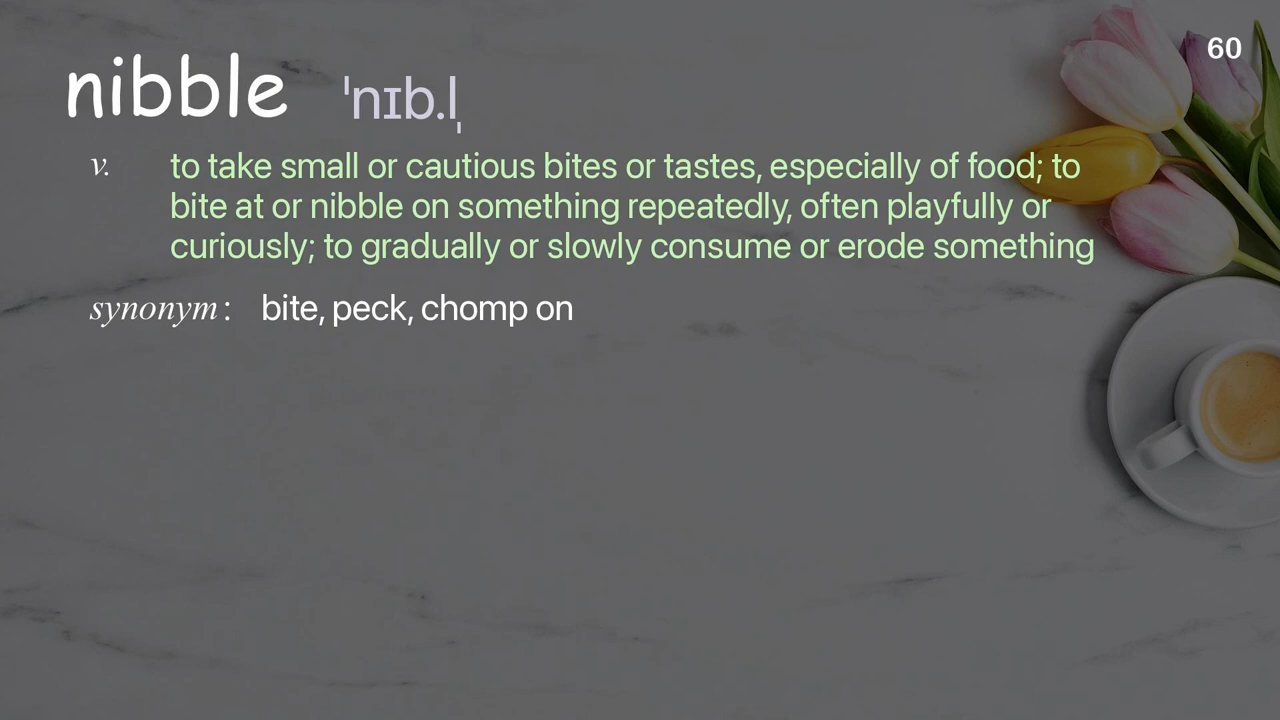 60
nibble ˈnɪb.l̩
v. to take small or cautious bites or tastes, especially of food; to
bite at or nibble on something repeatedly, often playfully or
curiously; to gradually or slowly consume or erode something
synonym : bite, peck, chomp on